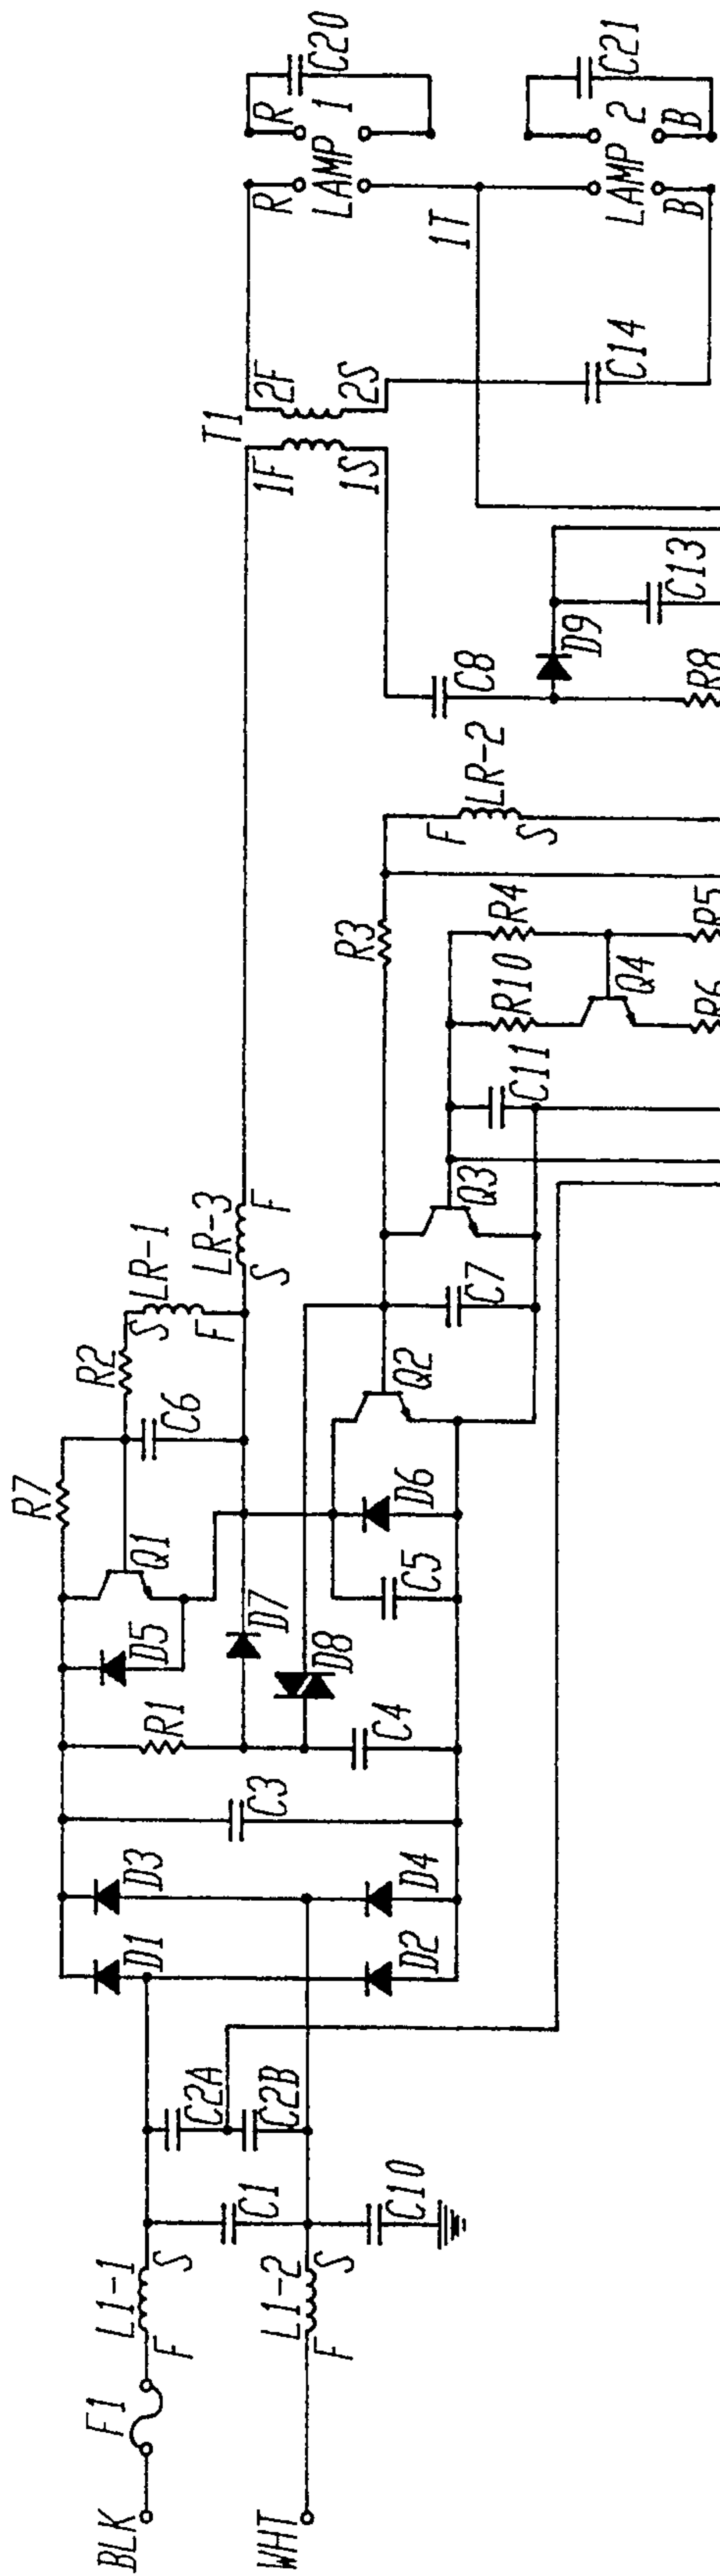 BLK
F1
L1-1
F
S
WHT
L1-2
F
S
C1
C10
C2A
C2B
D1
D2
D3
D4
C3
R1
C4
D5
D7
D8
Q1
R7
C5
D6
C6
R2
Q2
S
LR-1
F
C7
LR-3
S
F
Q3
C11
R3
R10
R4
Q4
R6
R5
F
LR-2
S
C8
R8
D9
C13
T1
1F
2F
1S
2S
C14
1T
R
LAMP
R
1
C20
LAMP
B
2
B
C21